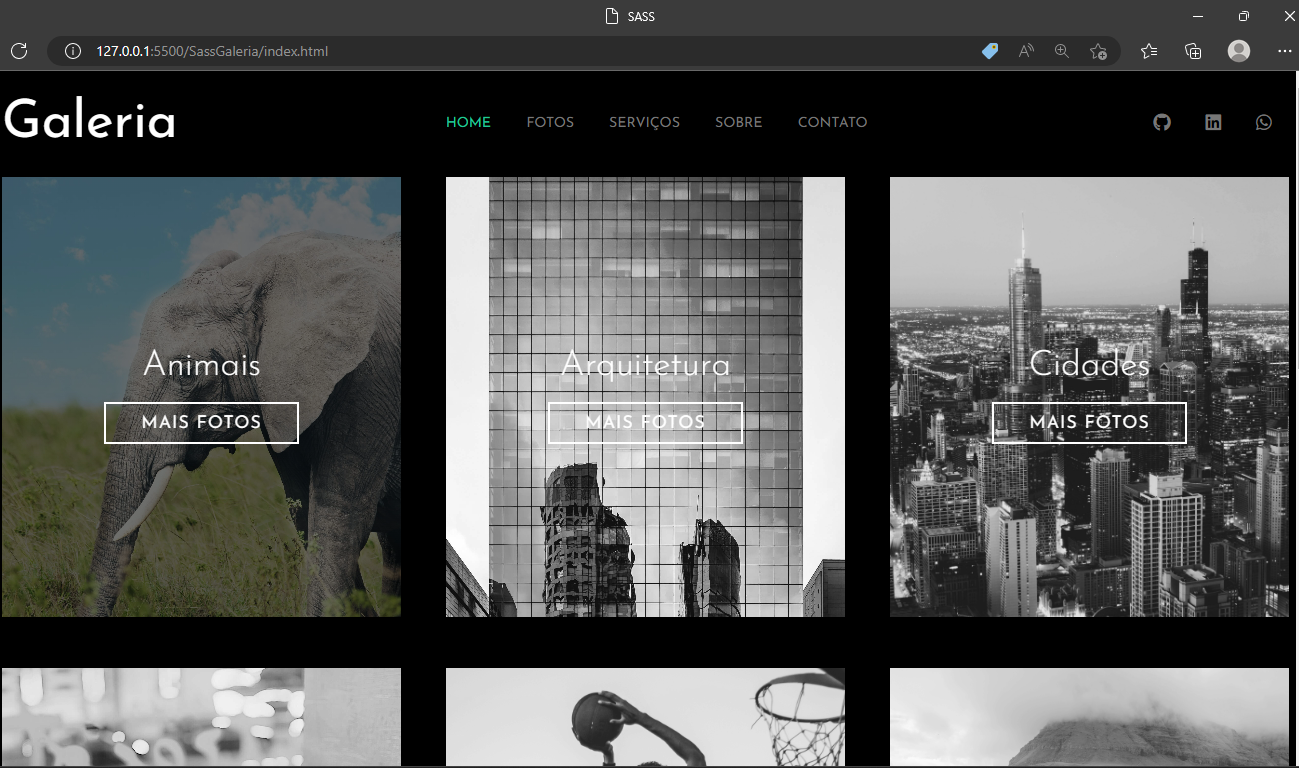 SASS
127.0.0.1:5500/SassGaleria/index.html
Galeria
HOME FOTOS SERVIÇOS SOBRE CONTATO
Animais
MAIS FOTOS
Arquitetura
MAIS FOTOS
Cidades
MAIS FOTOS